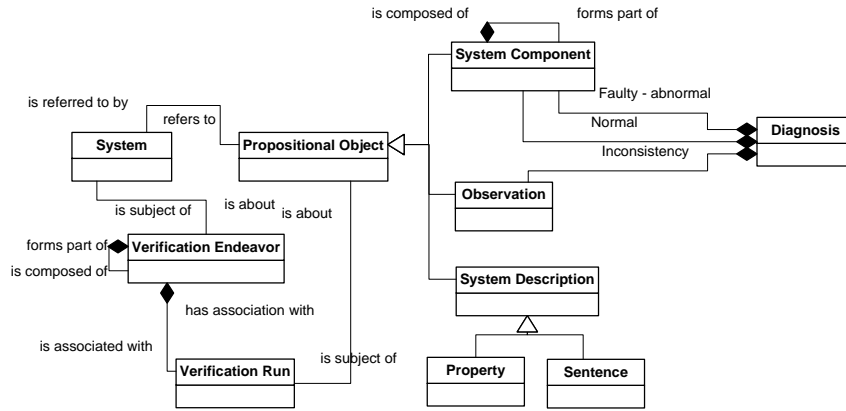 is composed of
forms part of
System Component
Faulty - abnormal
is referred to by
refers to
Normal
Diagnosis
System
Propositional Object
Inconsistency
Observation
is subject of
is about
is about
forms part of
Verification Endeavor
is composed of
System Description
has association with
is associated with
is subject of
Verification Run
Property
Sentence